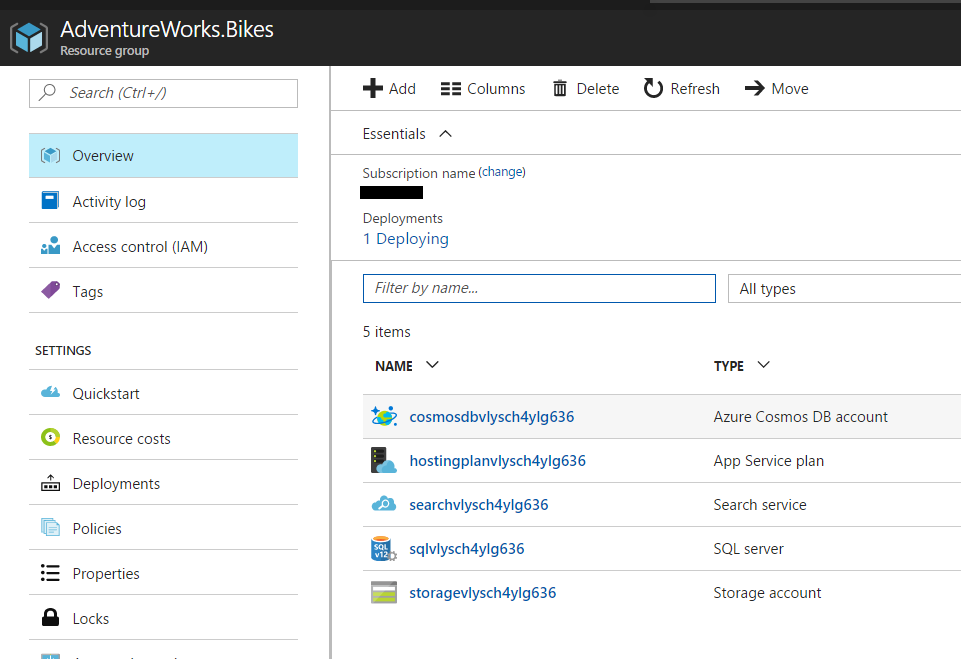 AdventureWorks.Bikes
Resource group
Search (Ctrl+/)
Overview
Activity log
Access control (IAM)
Tags
SETTINGS
Quickstart
Resource costs
Deployments
Policies
Properties
Locks
Add Columns Delete Refresh Move
Essentials
Subscription name (change)
Deployments
1 Deploying
Filter by name... All types
5 items
NAME TYPE
cosmosdbvlysch4ylg636 Azure Cosmos DB account
hostingplanvlysch4ylg636 App Service plan
searchvlysch4ylg636 Search service
SQL v12 sqlvlysch4ylg636 SQL server
storagevlysch4ylg636 Storage account